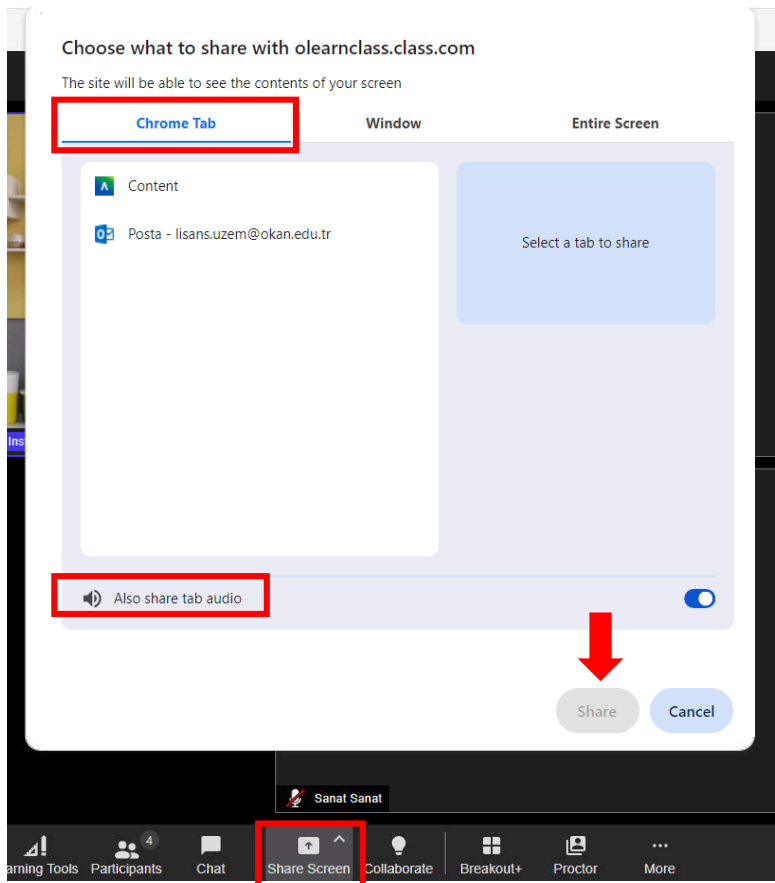 Choose what to share with olearnclass.class.com
The site will be able to see the contents of your screen
Chrome Tab Window Entire Screen
Content
Posta - lisans.uzem@okan.edu.tr
Select a tab to share
Ins
Also share tab audio
Share Cancel
Sanat Sanat
4
arning Tools Participants Chat Share Screen Collaborate Breakout+ Proctor More